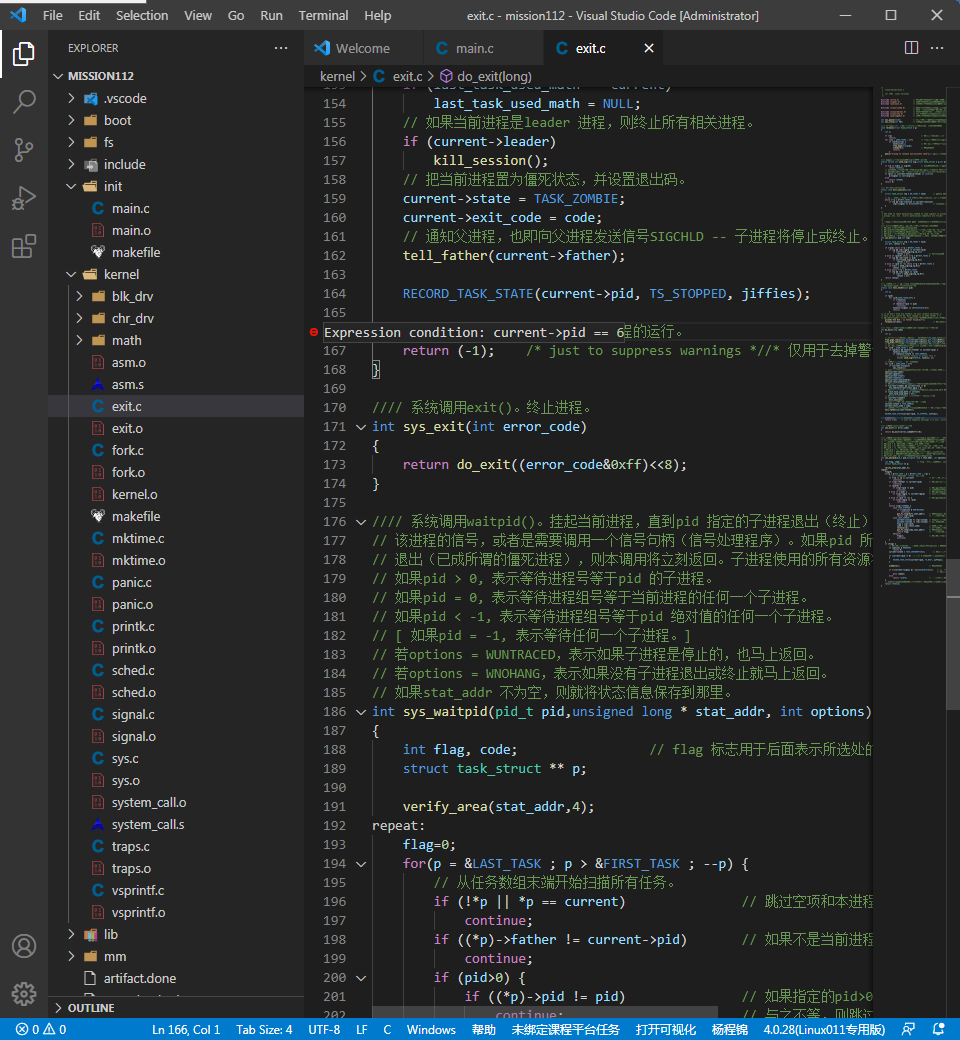 File Edit Selection View Go Run Terminal Help exit.c - mission112 - Visual Studio Code [Administrator]
EXPLORER
MISSION112
.vscode
boot
fs
include
init
main.c
main.o
makefile
kernel
blk_drv
chr_drv
math
asm.o
asm.s
exit.c
exit.o
fork.c
fork.o
kernel.o
makefile
mktime.c
mktime.o
panic.c
panic.o
printk.c
printk.o
sched.c
sched.o
signal.c
signal.o
sys.c
sys.o
system_call.o
system_call.s
traps.c
traps.o
vsprintf.c
vsprintf.o
lib
mm
artifact.done
OUTLINE
Welcome main.c exit.c
kernel > exit.c > do_exit(long)
154 last_task_used_math = NULL;
155 // 如果当前进程是leader 进程，则终止所有相关进程。
156 if (current->leader)
157 kill_session();
158 // 把当前进程置为僵死状态，并设置退出码。
159 current->state = TASK_ZOMBIE;
160 current->exit_code = code;
161 // 通知父进程，也即向父进程发送信号SIGCHLD -- 子进程将停止或终止。
162 tell_father(current->father);
163
164 RECORD_TASK_STATE(current->pid, TS_STOPPED, jiffies);
165
Expression condition: current->pid == 6程的运行。
167 return (-1); /* just to suppress warnings *//* 仅用于去掉警
168 }
169
170 //// 系统调用exit()。终止进程。
171 int sys_exit(int error_code)
172 {
173 return do_exit((error_code&0xff)<<8);
174 }
175
176 //// 系统调用waitpid()。挂起当前进程，直到pid 指定的子进程退出（终止）
177 // 该进程的信号，或者是需要调用一个信号句柄（信号处理程序）。如果pid 所
178 // 退出（已成所谓的僵死进程），则本调用将立刻返回。子进程使用的所有资源
179 // 如果pid > 0, 表示等待进程号等于pid 的子进程。
180 // 如果pid = 0, 表示等待进程组号等于当前进程的任何一个子进程。
181 // 如果pid < -1, 表示等待进程组号等于pid 绝对值的任何一个子进程。
182 // [ 如果pid = -1, 表示等待任何一个子进程。]
183 // 若options = WUNTRACED，表示如果子进程是停止的，也马上返回。
184 // 若options = WNOHANG，表示如果没有子进程退出或终止就马上返回。
185 // 如果stat_addr 不为空，则就将状态信息保存到那里。
186 int sys_waitpid(pid_t pid,unsigned long * stat_addr, int options)
187 {
188 int flag, code; // flag 标志用于后面表示所选处的
189 struct task_struct ** p;
190
191 verify_area(stat_addr,4);
192 repeat:
193 flag=0;
194 for(p = &LAST_TASK ; p > &FIRST_TASK ; --p) {
195 // 从任务数组末端开始扫描所有任务。
196 if (!*p || *p == current) // 跳过空项和本进程
197 continue;
198 if ((*p)->father != current->pid) // 如果不是当前进程
199 continue;
200 if (pid>0) {
201 if ((*p)->pid != pid) // 如果指定的pid>0
202 continue; // 与之不等，则跳过
0 0 Ln 166, Col 1 Tab Size: 4 UTF-8 LF C Windows 帮助 未绑定课程平台任务 打开可视化 杨程锦 4.0.28(Linux011专用版)